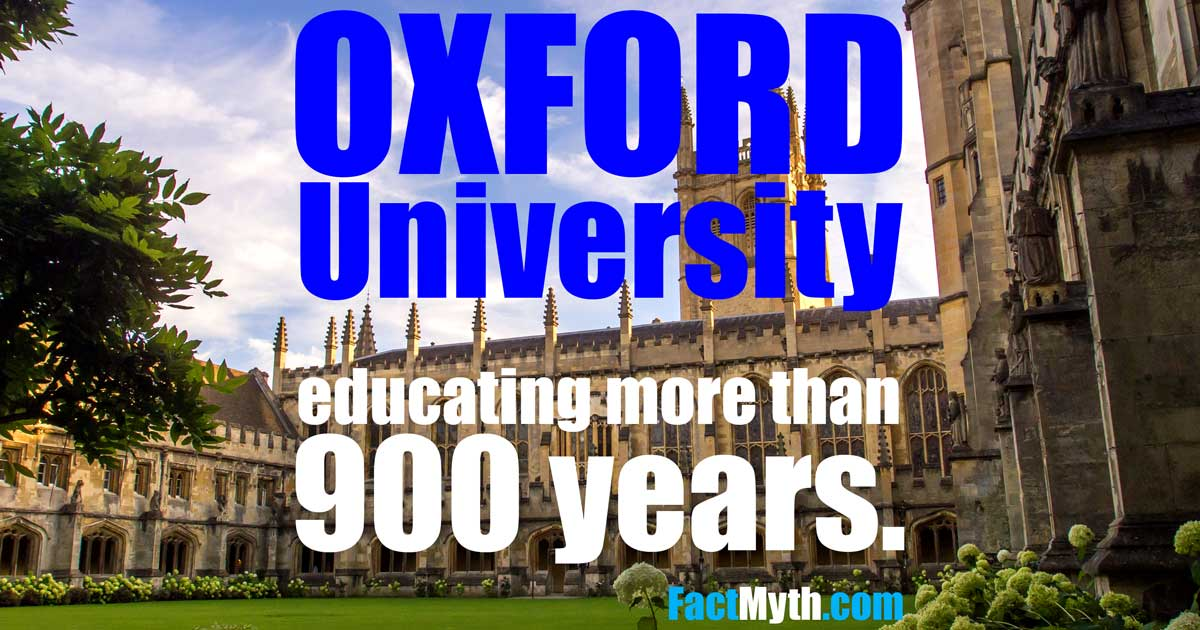 OXFORD
University
educating more than
900 years.
FactMyth.com